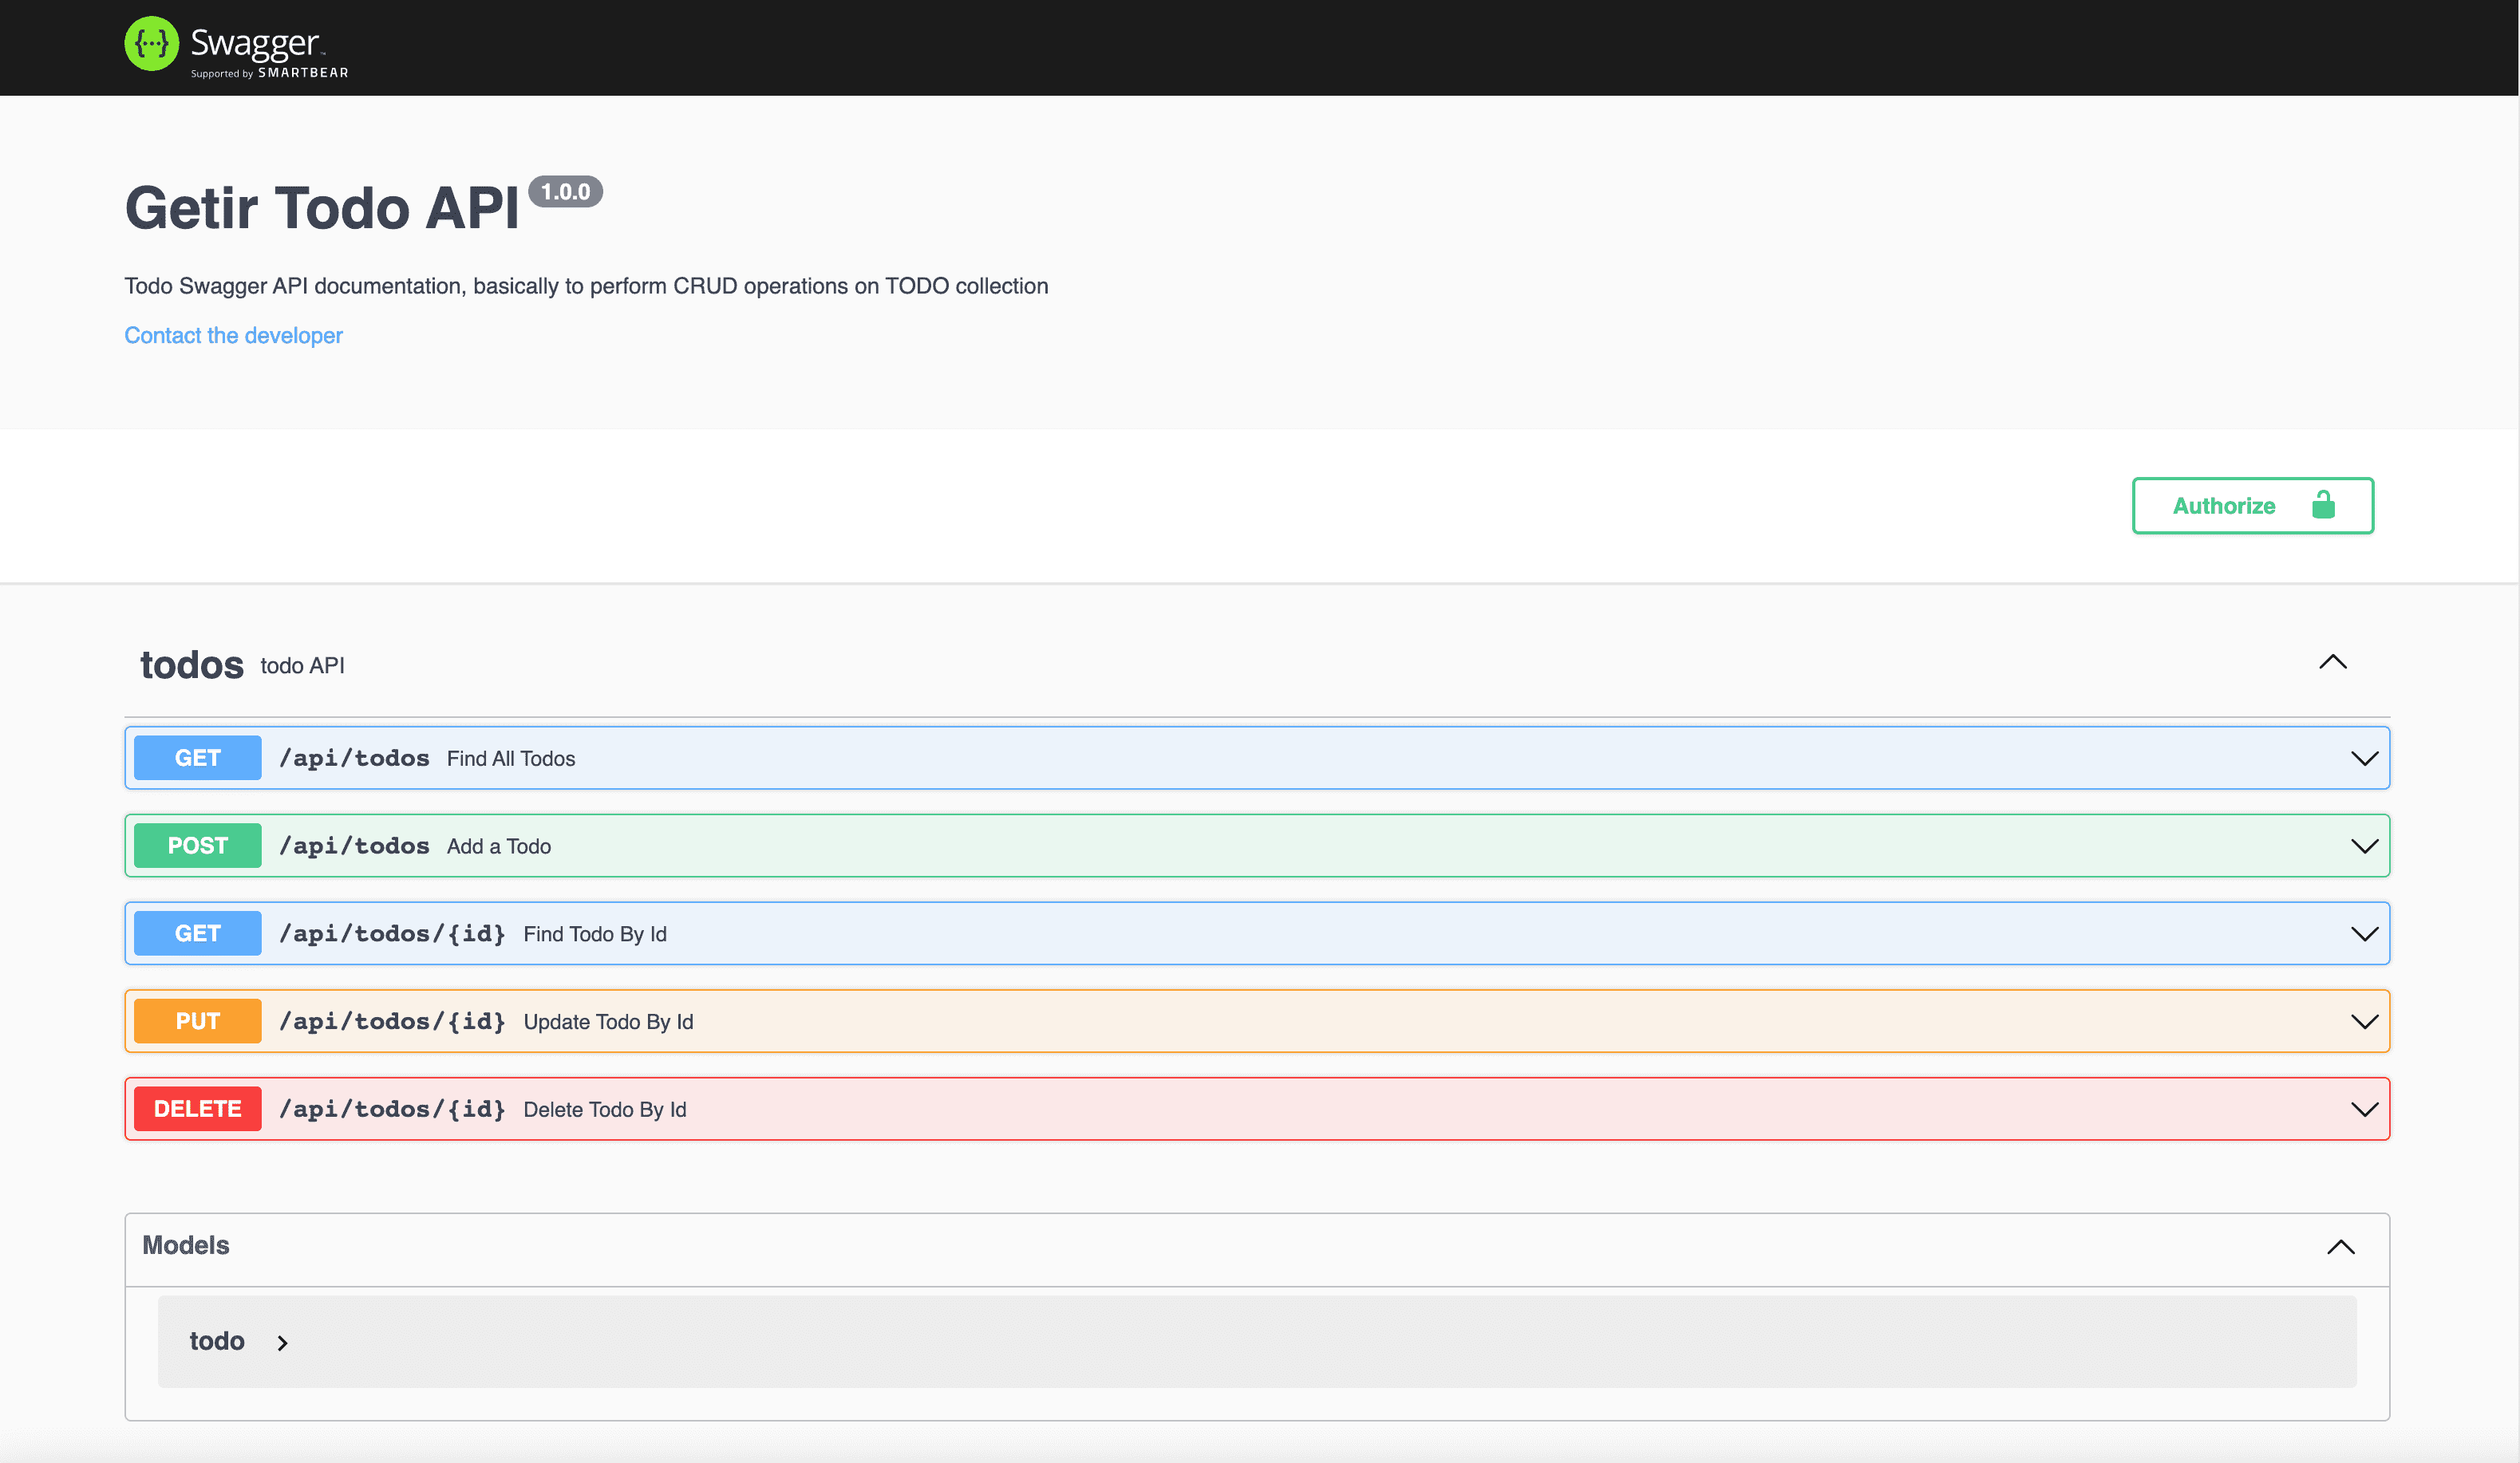 {...} Swagger™
Supported by SMARTBEAR
Getir Todo API 1.0.0
Todo Swagger API documentation, basically to perform CRUD operations on TODO collection
Contact the developer
Authorize
todos todo API
GET /api/todos Find All Todos
POST /api/todos Add a Todo
GET /api/todos/{id} Find Todo By Id
PUT /api/todos/{id} Update Todo By Id
DELETE /api/todos/{id} Delete Todo By Id
Models
todo